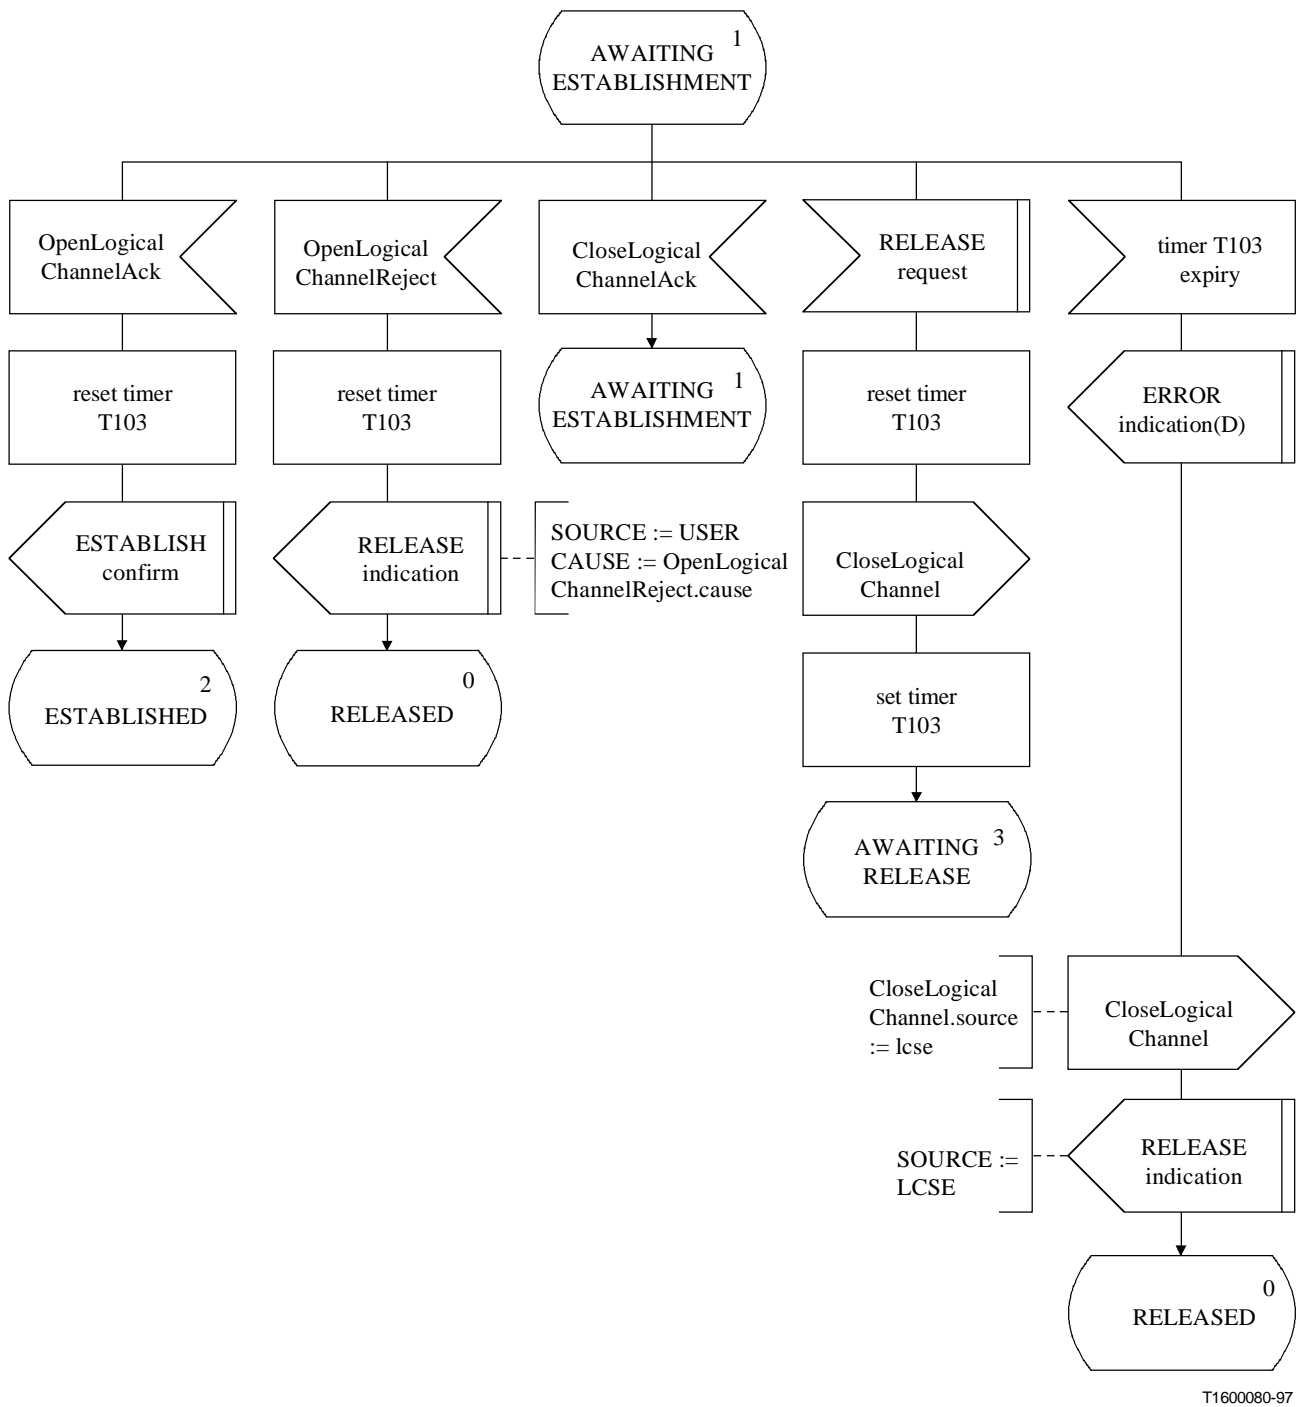 1
AWAITING
ESTABLISHMENT
OpenLogical
ChannelAck
OpenLogical
ChannelReject
CloseLogical
ChannelAck
RELEASE
request
timer T103
expiry
reset timer
T103
reset timer
T103
1
AWAITING
ESTABLISHMENT
reset timer
T103
ERROR
indication(D)
ESTABLISH
confirm
RELEASE
indication
SOURCE := USER
CAUSE := OpenLogical
ChannelReject.cause
CloseLogical
Channel
2
ESTABLISHED
0
RELEASED
set timer
T103
3
AWAITING
RELEASE
CloseLogical
Channel.source
:= lcse
CloseLogical
Channel
SOURCE :=
LCSE
RELEASE
indication
0
RELEASED
T1600080-97